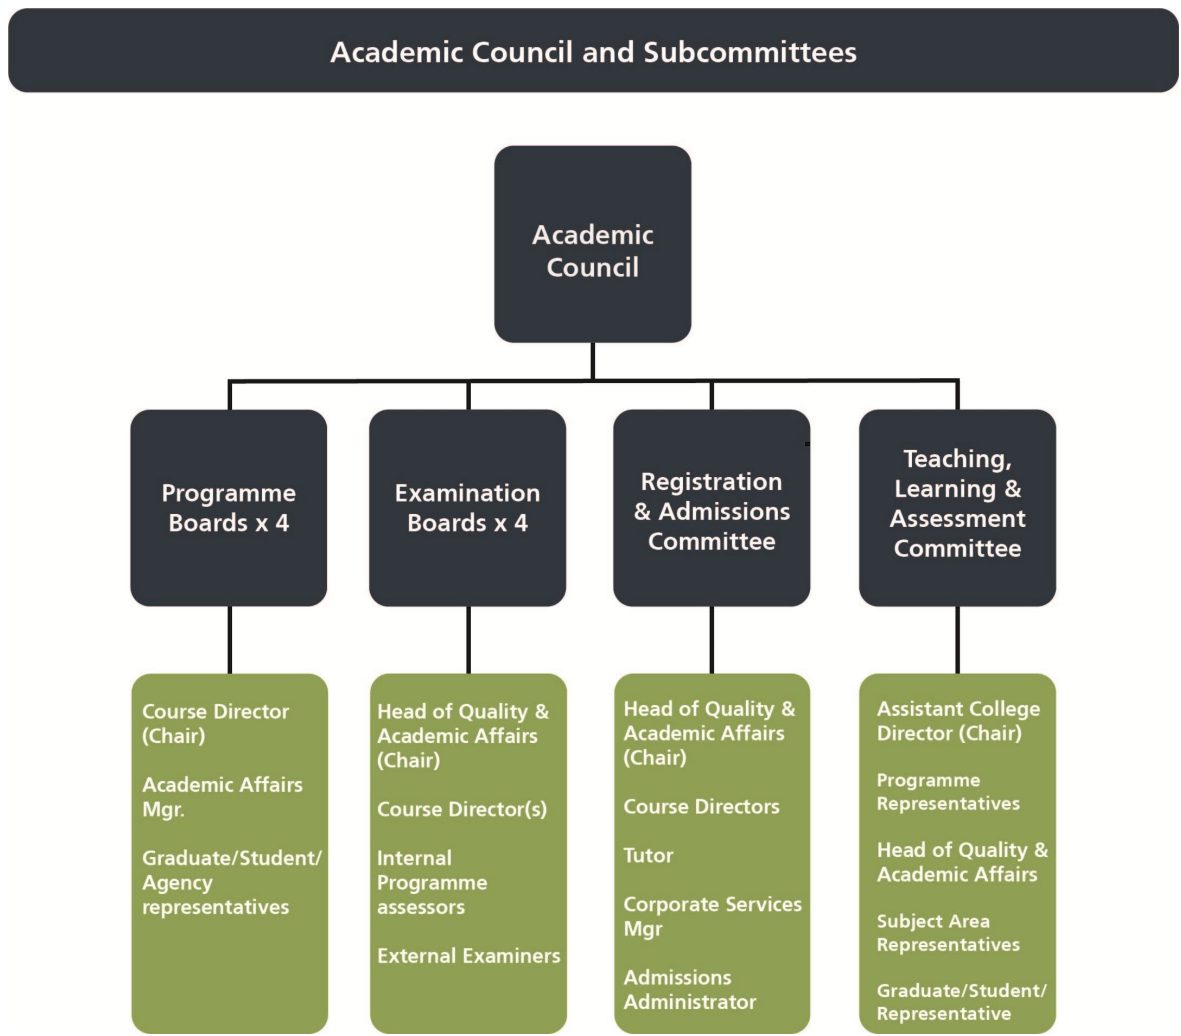 Academic Council and Subcommittees
Academic
Council
Programme
Boards x 4
Examination
Boards x 4
Registration
& Admissions
Committee
Teaching,
Learning &
Assessment
Committee
Course Director
(Chair)
Academic Affairs
Mgr.
Graduate/Student/
Agency
representatives
Head of Quality &
Academic Affairs
(Chair)
Course Director(s)
Internal
Programme
assessors
External Examiners
Head of Quality &
Academic Affairs
(Chair)
Course Directors
Tutor
Corporate Services
Mgr
Admissions
Administrator
Assistant College
Director (Chair)
Programme
Representatives
Head of Quality &
Academic Affairs
Subject Area
Representatives
Graduate/Student/
Representative